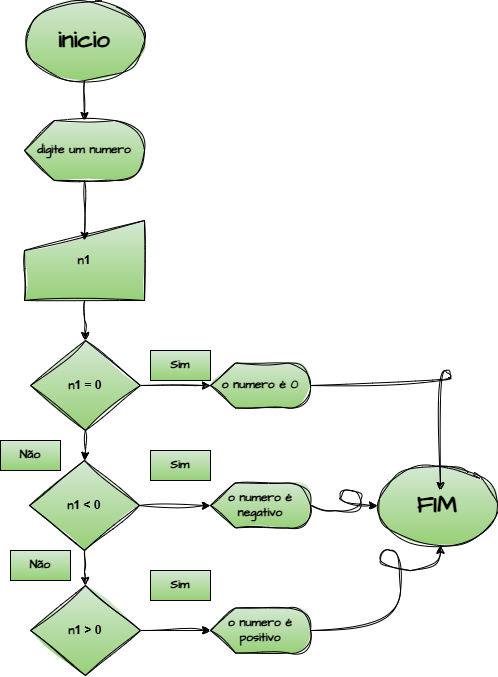 inicio
digite um numero
n1
n1 = 0
Sim
o numero é 0
Não
n1 < 0
Sim
o numero é
negativo
FIM
Não
n1 > 0
Sim
o numero é
positivo